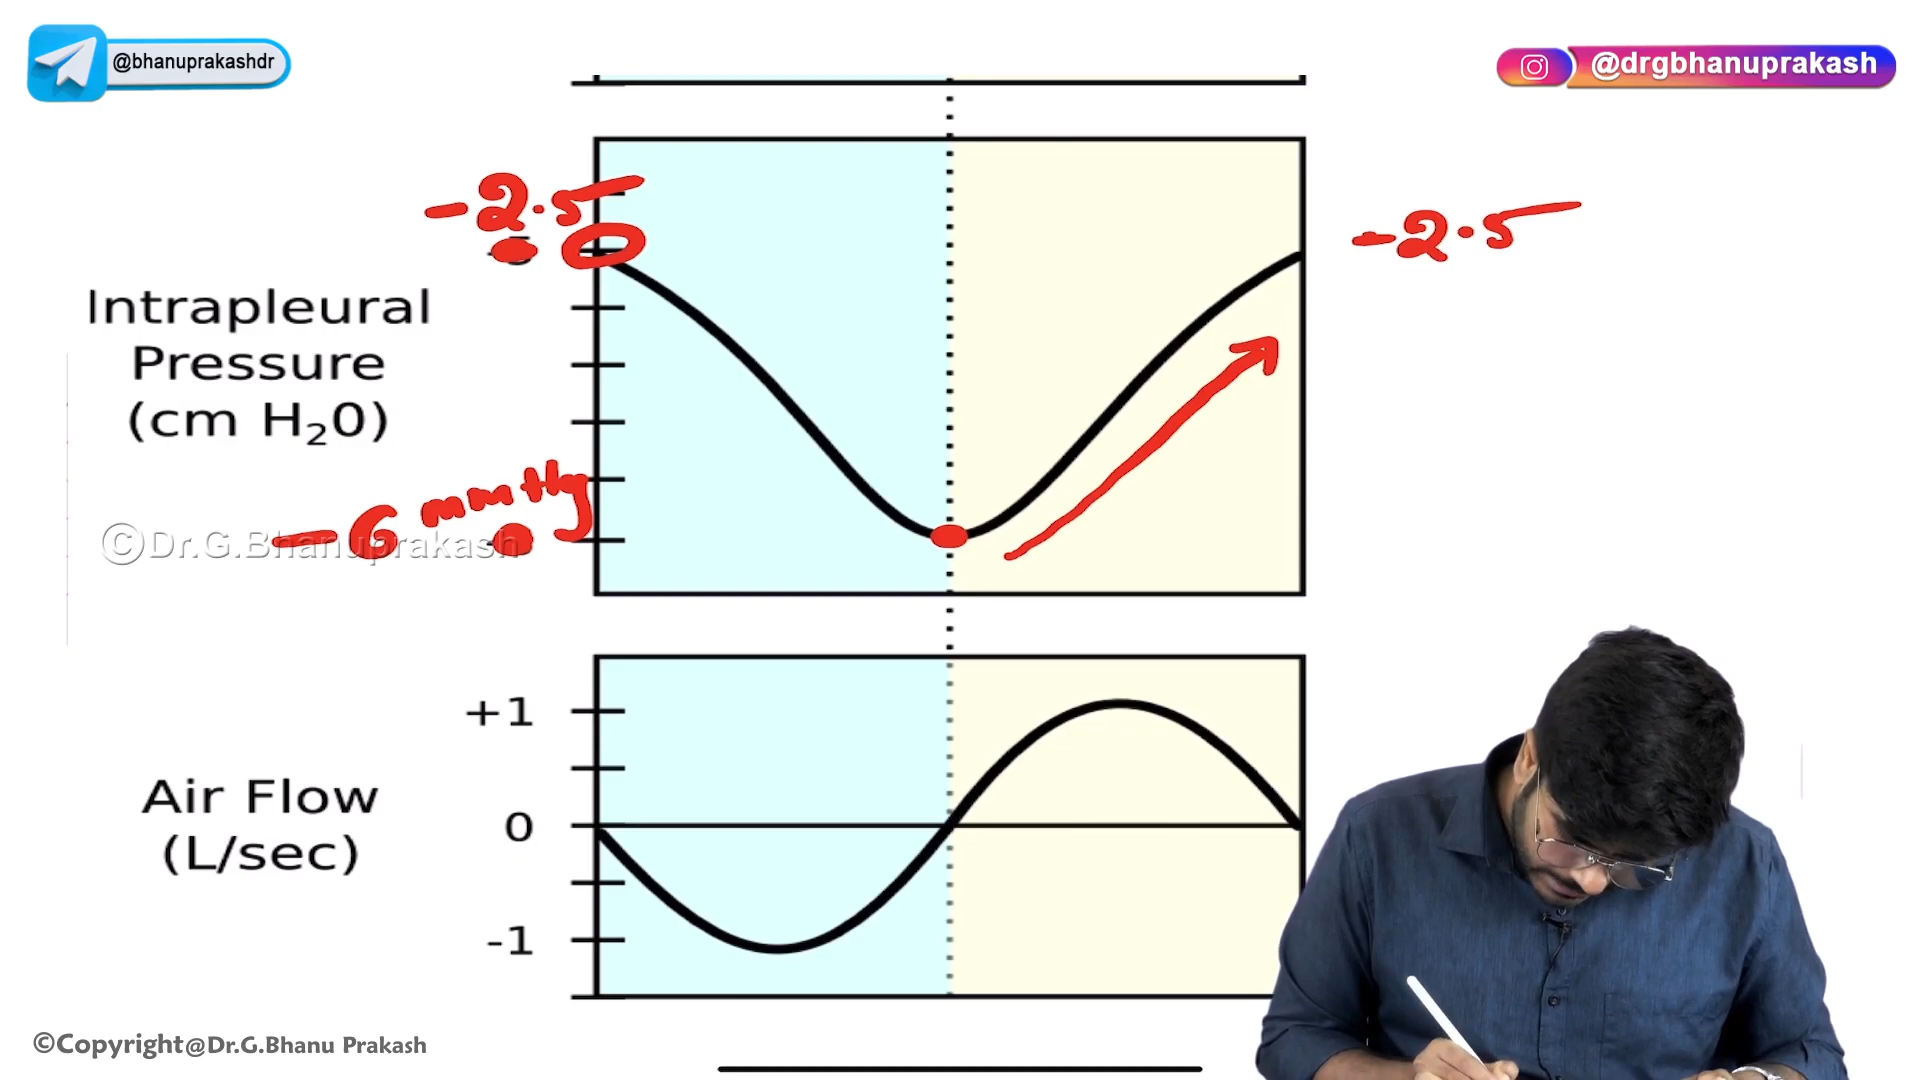 @bhanuprakashdr
@drgbhanuprakash
-2.5
-2.5
Intrapleural
Pressure
(cm H₂0)
-6 mmHg
©Dr.G.Bhanuprakash
+1
Air Flow
(L/sec)
0
-1
©Copyright@Dr.G.Bhanu Prakash